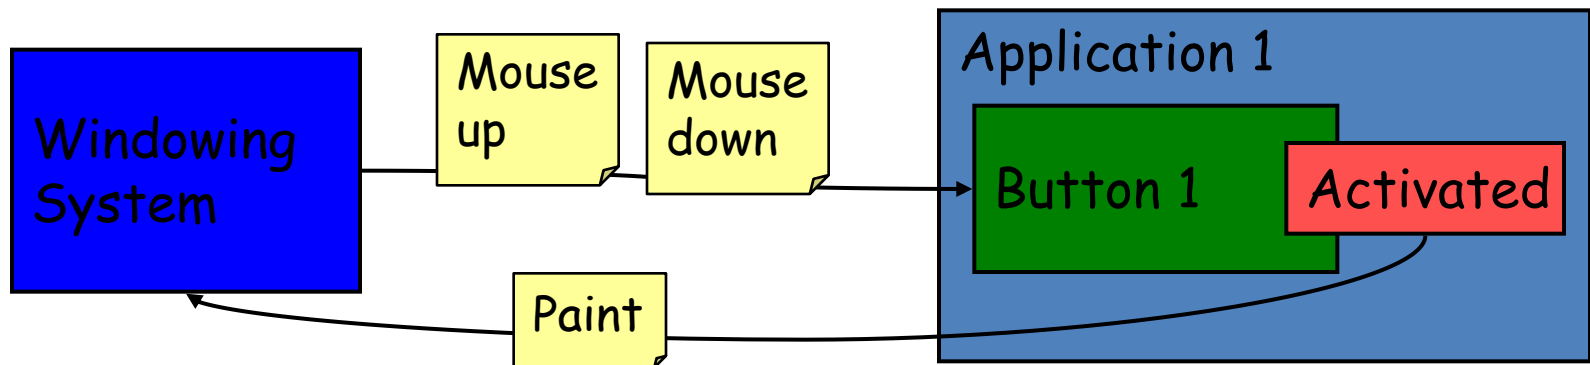 Windowing
System
Mouse
up
Mouse
down
Application 1
Button 1
Activated
Paint